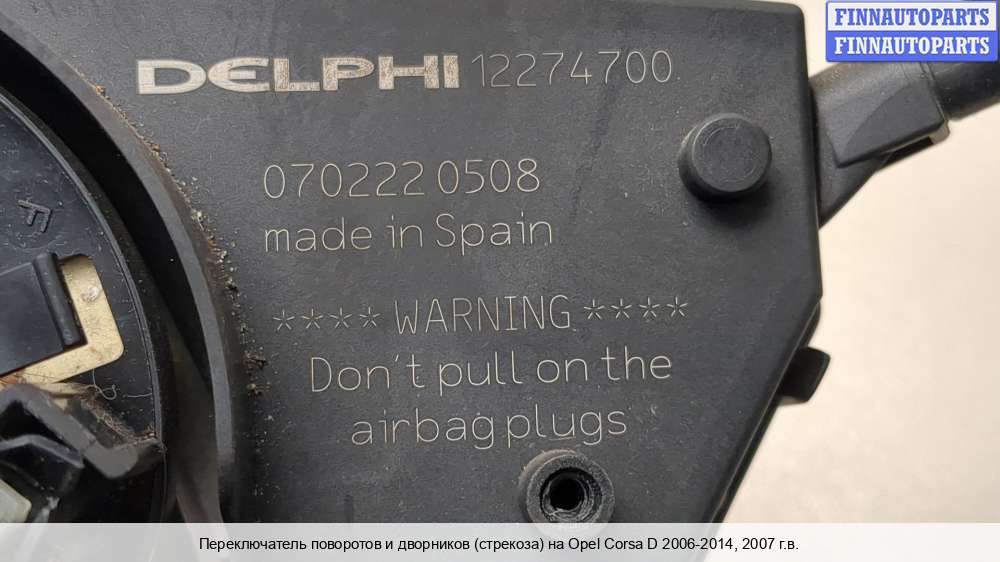 FINNAUTOPARTS
FINNAUTOPARTS
DELPHI 12274700
070222 0508
made in Spain
**** WARNING ****
Don't pull on the
airbag plugs
Переключатель поворотов и дворников (стрекоза) на Opel Corsa D 2006-2014, 2007 г.в.